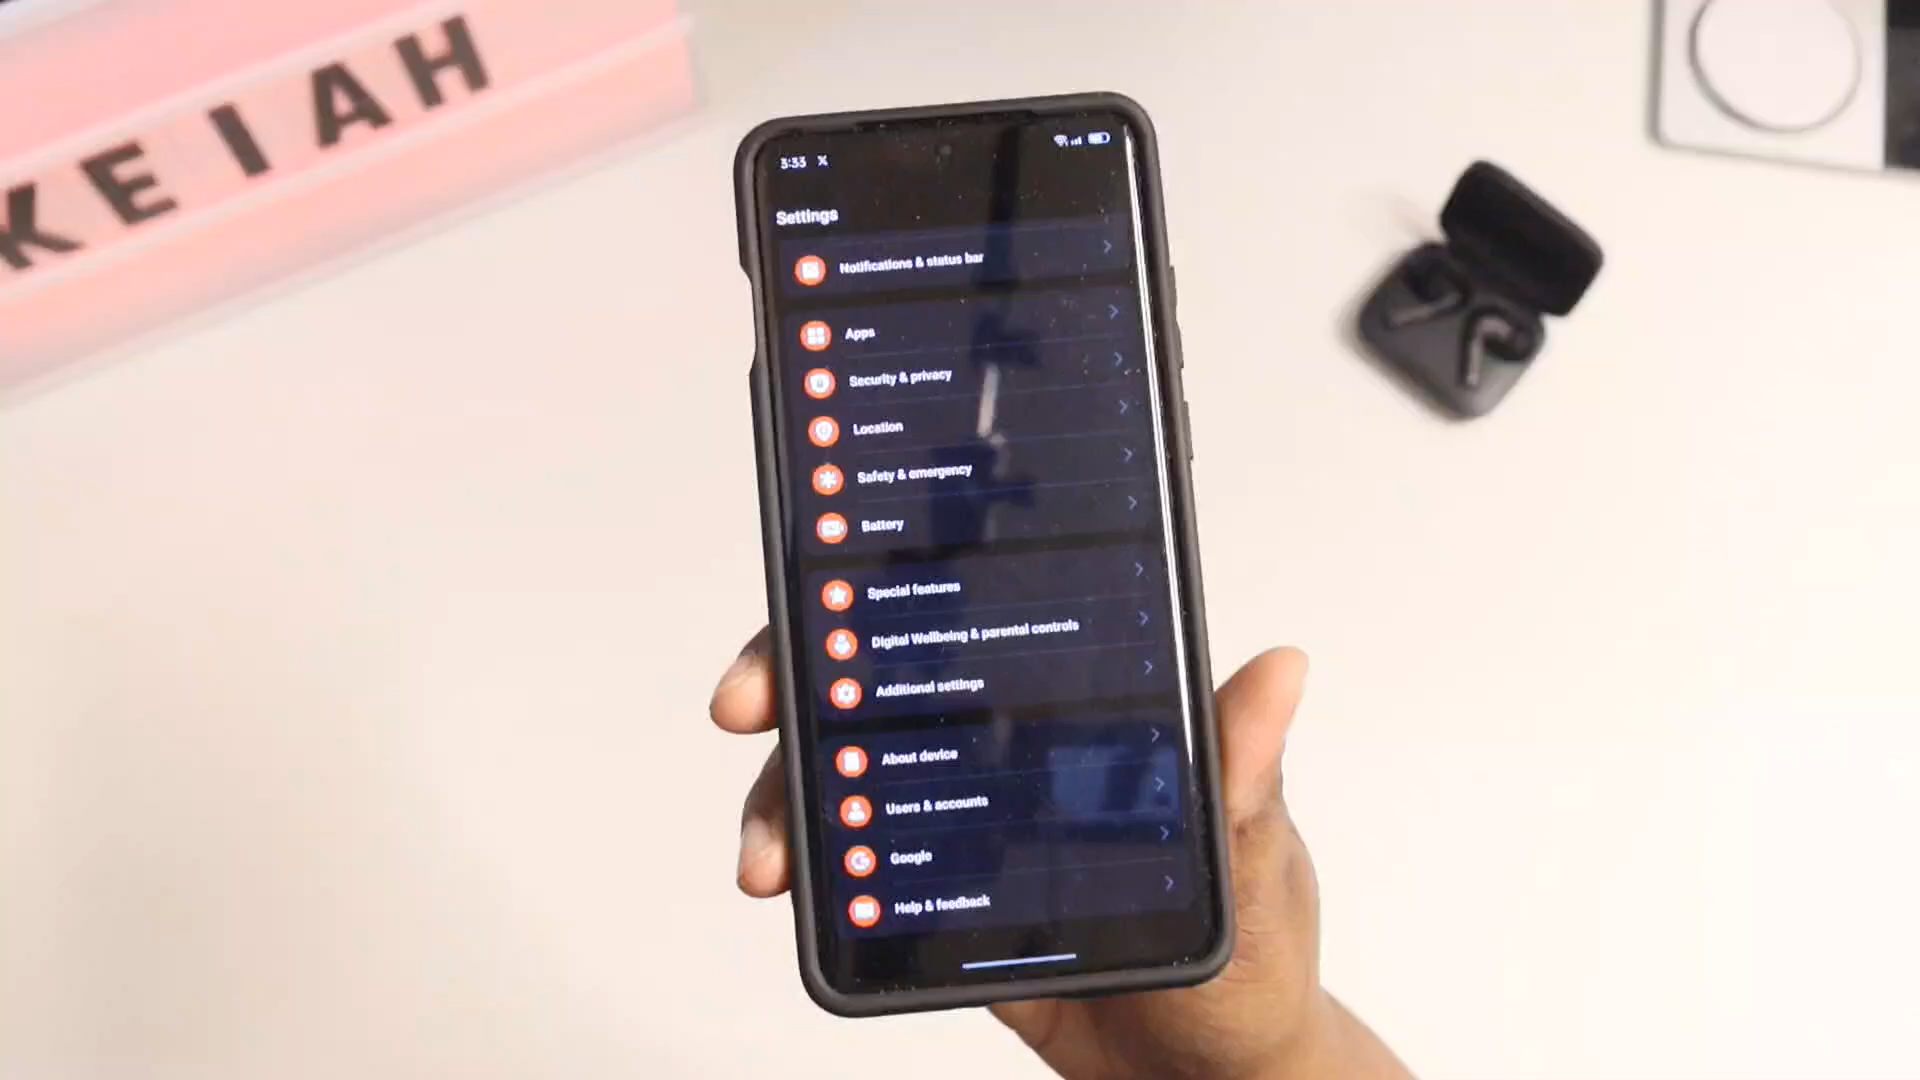 KEIAH
3:33 X
Settings
Notifications & status bar
Apps
Security & privacy
Location
Safety & emergency
Battery
Special features
Digital Wellbeing & parental controls
Additional settings
About device
Users & accounts
Google
Help & feedback